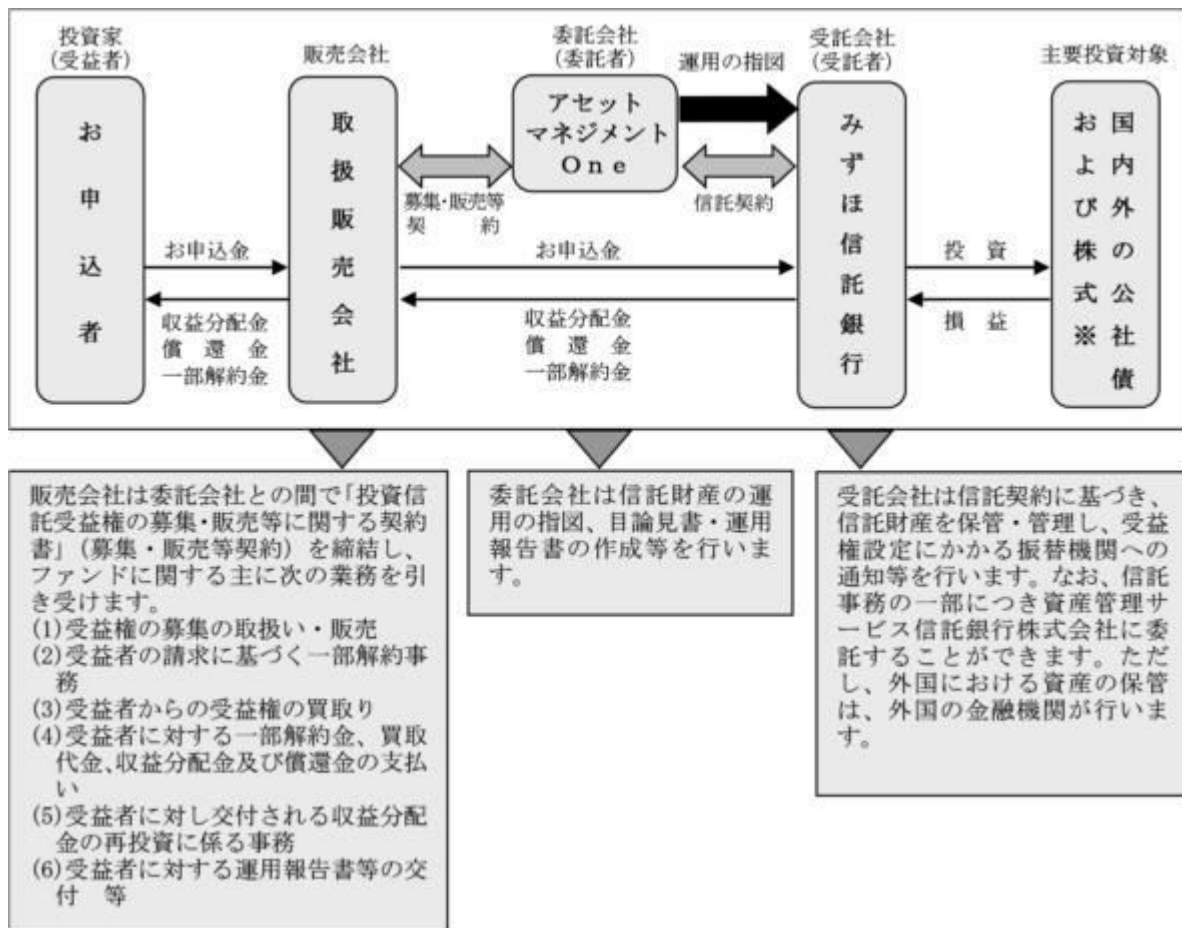 投資家
(受益者)
販売会社
委託会社
(委託者)
運用の指図
受託会社
(受託者)
主要投資対象
お申込者
取扱販売会社
アセット
マネジメント
One
みずほ信託銀行
国内外の公社債
および株式※
募集・販売等
契約
信託契約
お申込金
収益分配金
償還金
一部解約金
お申込金
収益分配金
償還金
一部解約金
投資
損益
販売会社は委託会社との間で「投資信
託受益権の募集・販売等に関する契約
書」(募集・販売等契約)を締結し、
ファンドに関する主に次の業務を引
き受けます。
(1)受益権の募集の取扱い・販売
(2)受益者の請求に基づく一部解約事
務
(3)受益者からの受益権の買取り
(4)受益者に対する一部解約金、買取
代金、収益分配金及び償還金の支払
い
(5)受益者に対し交付される収益分配
金の再投資に係る事務
(6)受益者に対する運用報告書等の交
付 等
委託会社は信託財産の運
用の指図、目論見書・運用
報告書の作成等を行いま
す。
受託会社は信託契約に基づき、
信託財産を保管・管理し、受益
権設定にかかる振替機関への
通知等を行います。なお、信託
事務の一部につき資産管理サ
ービス信託銀行株式会社に委
託することができます。ただ
し、外国における資産の保管
は、外国の金融機関が行いま
す。